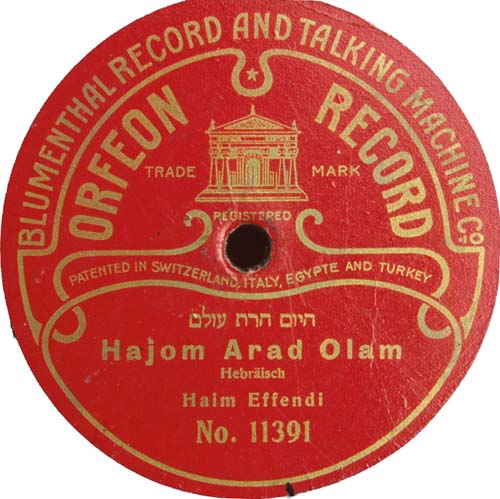 BLUMENTHAL RECORD AND TALKING MACHINE Co.
ORFEON RECORD
TRADE MARK
REGISTERED
PATENTED IN SWITZERLAND, ITALY, EGYPTE AND TURKEY
היום הרת עולם
Hajom Arad Olam
Hebräisch
Haim Effendi
No. 11391